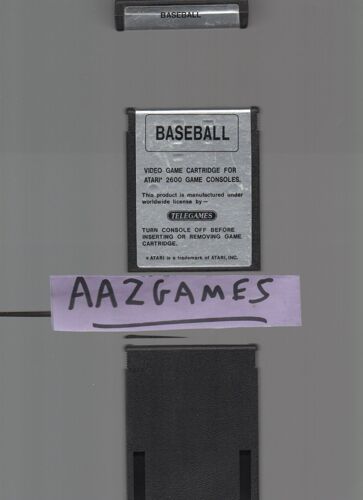 BASEBALL
BASEBALL
VIDEO GAME CARTRIDGE FOR
ATARI* 2600 GAME CONSOLES.
This product is manufactured under
worldwide license by —
TELEGAMES
TURN CONSOLE OFF BEFORE
INSERTING OR REMOVING GAME
CARTRIDGE.
* ATARI is a trademark of ATARI, INC.
AAZGAMES